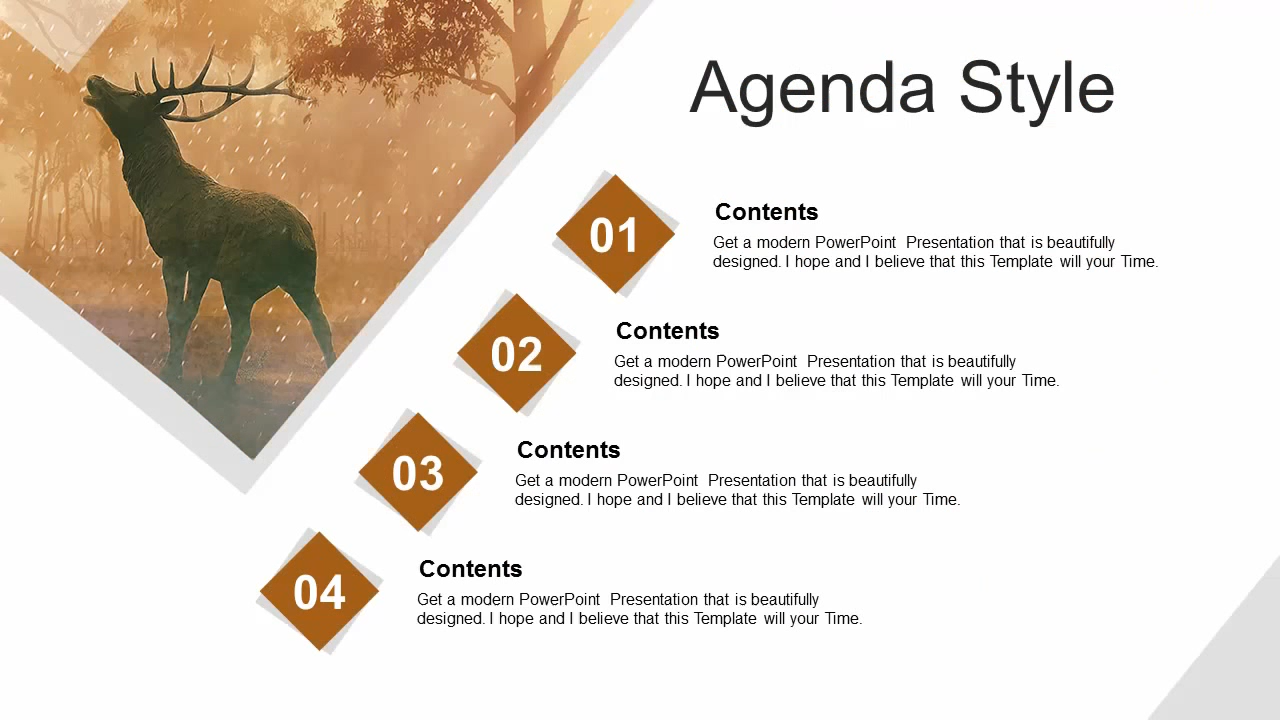 Agenda Style
01
Contents
Get a modern PowerPoint  Presentation that is beautifully
designed. I hope and I believe that this Template will your Time.
02
Contents
Get a modern PowerPoint  Presentation that is beautifully
designed. I hope and I believe that this Template will your Time.
03
Contents
Get a modern PowerPoint  Presentation that is beautifully
designed. I hope and I believe that this Template will your Time.
04
Contents
Get a modern PowerPoint  Presentation that is beautifully
designed. I hope and I believe that this Template will your Time.